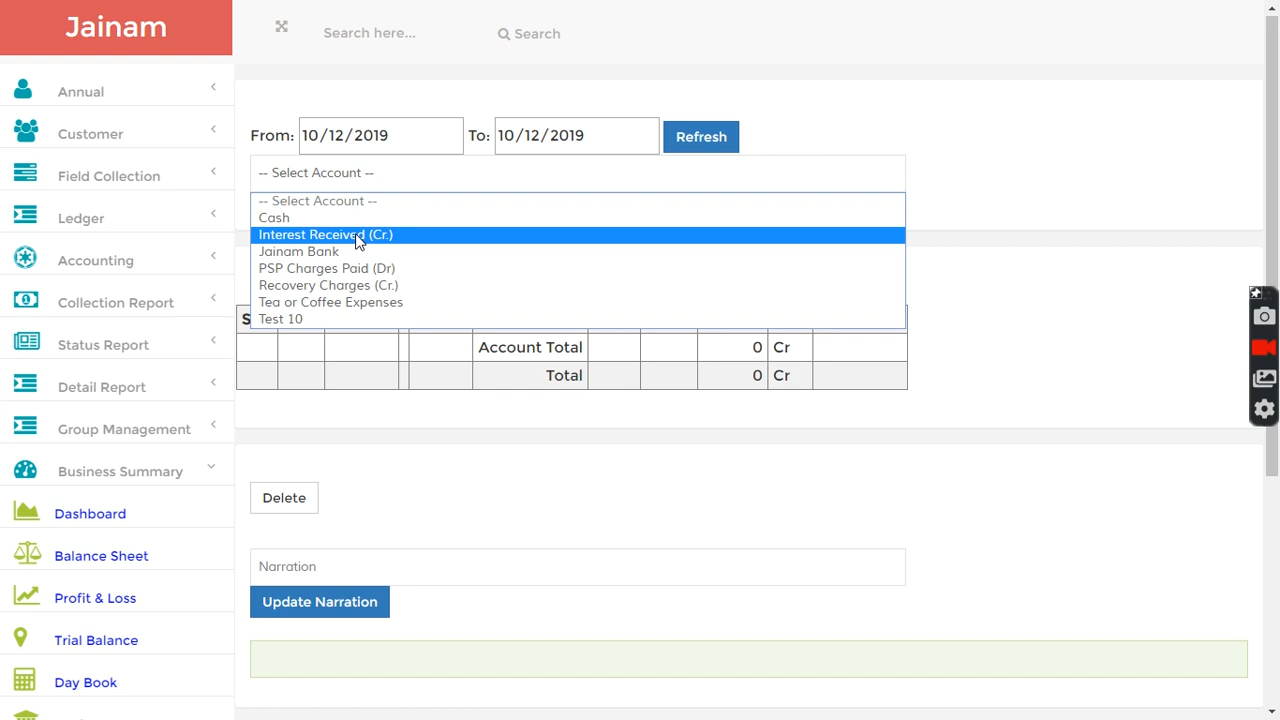 Jainam
Search here...
Search
Annual
Customer
Field Collection
Ledger
Accounting
Collection Report
Status Report
Detail Report
Group Management
Business Summary
Dashboard
Balance Sheet
Profit & Loss
Trial Balance
Day Book
From: 10/12/2019 To: 10/12/2019 Refresh
-- Select Account --
-- Select Account --
Cash
Interest Received (Cr.)
Jainam Bank
PSP Charges Paid (Dr)
Recovery Charges (Cr.)
Tea or Coffee Expenses
Test 10
Account Total 0 Cr
Total 0 Cr
Delete
Narration
Update Narration